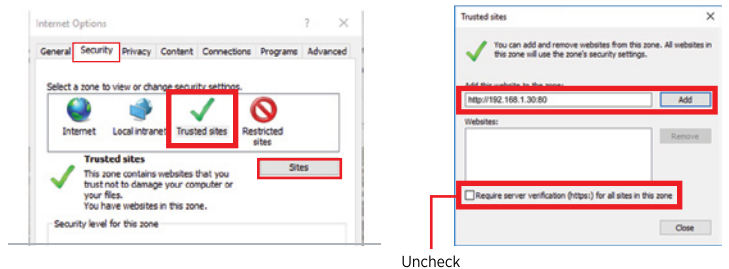 Internet Options
General Security Privacy Content Connections Programs Advanced
Select a zone to view or change security settings.
Internet Local intranet Trusted sites Restricted sites
Trusted sites
Sites
This zone contains websites that you
trust not to damage your computer or
your files.
You have websites in this zone.
Security level for this zone
Trusted sites
You can add and remove websites from this zone. All websites in
this zone will use the zone's security settings.
Add this website to the zone:
http://192.168.1.30:80 Add
Websites:
Remove
Require server verification (https:) for all sites in this zone
Close
Uncheck